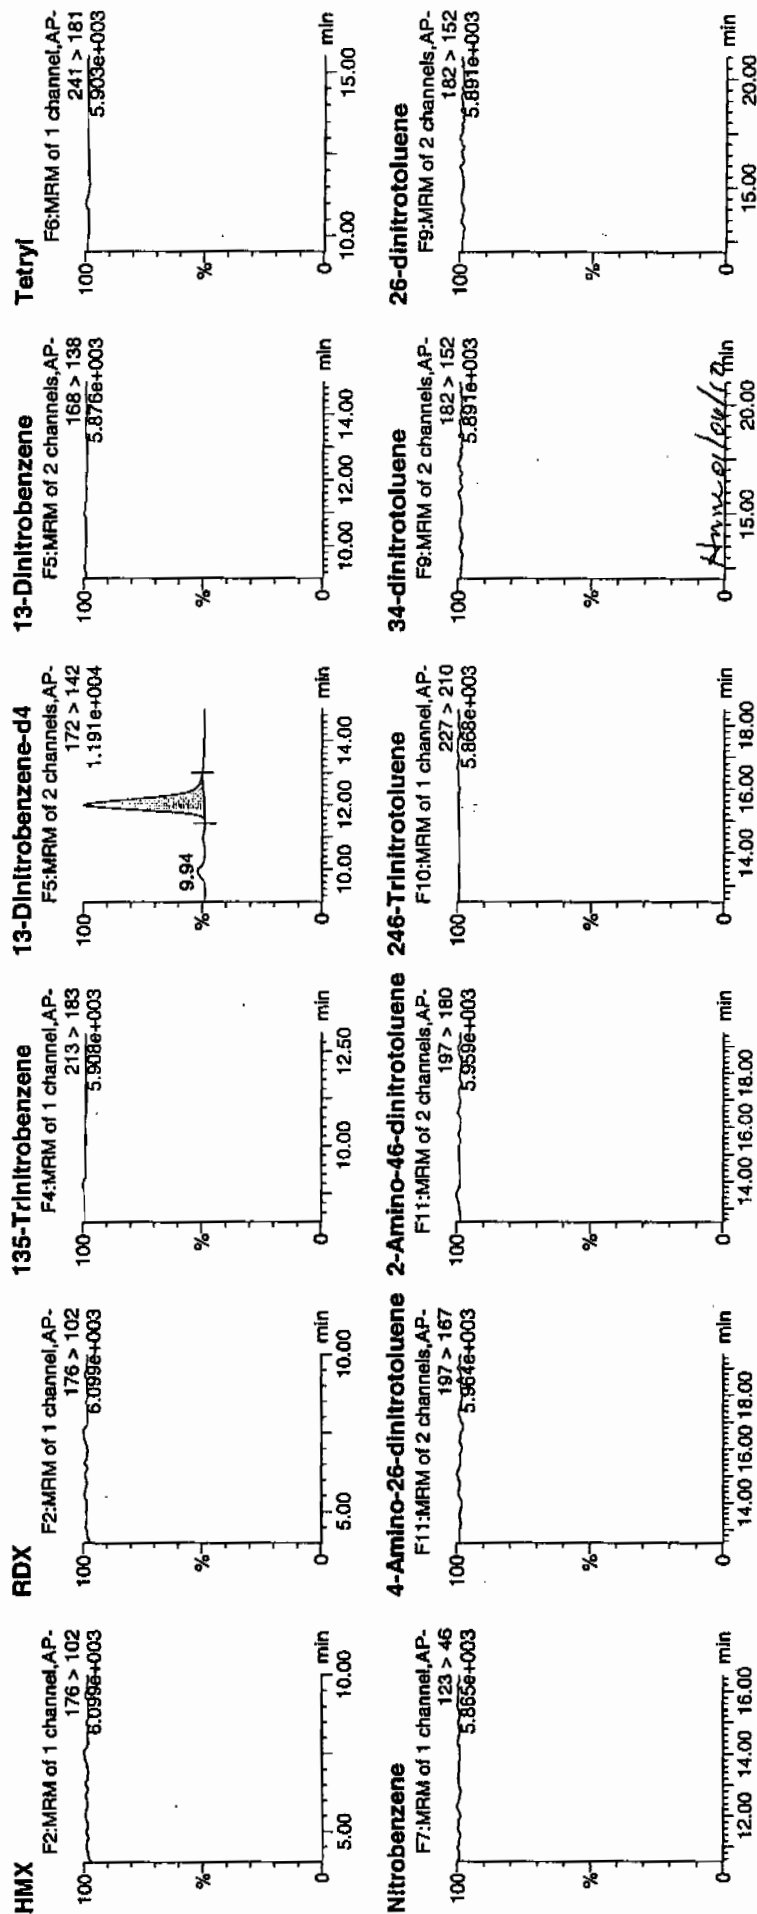 HMX
F2:MRM of 1 channel,AP-
176 > 102
6.099e+003
100
%
0
5.00 10.00 min
RDX
F2:MRM of 1 channel,AP-
176 > 102
6.099e+003
100
%
0
5.00 10.00 min
135-Trinitrobenzene
F4:MRM of 1 channel,AP-
213 > 183
5.908e+003
100
%
0
10.00 12.50 min
13-Dinitrobenzene-d4
F5:MRM of 2 channels,AP-
172 > 142
1.191e+004
100
9.94
%
0
10.00 12.00 14.00 min
13-Dinitrobenzene
F5:MRM of 2 channels,AP-
168 > 138
5.876e+003
100
%
0
10.00 12.00 14.00 min
Tetryl
F6:MRM of 1 channel,AP-
241 > 181
5.903e+003
100
%
0
10.00 15.00 min
Nitrobenzene
F7:MRM of 1 channel,AP-
123 > 46
5.865e+003
100
%
0
12.00 14.00 16.00 min
4-Amino-26-dinitrotoluene
F11:MRM of 2 channels,AP-
197 > 167
5.964e+003
100
%
0
14.00 16.00 18.00 min
2-Amino-46-dinitrotoluene
F11:MRM of 2 channels,AP-
197 > 180
5.959e+003
100
%
0
14.00 16.00 18.00 min
246-Trinitrotoluene
F10:MRM of 1 channel,AP-
227 > 210
5.868e+003
100
%
0
14.00 16.00 18.00 min
34-dinitrotoluene
F9:MRM of 2 channels,AP-
182 > 152
5.891e+003
100
%
0
15.00 20.00 min
26-dinitrotoluene
F9:MRM of 2 channels,AP-
182 > 152
5.891e+003
100
%
0
15.00 20.00 min